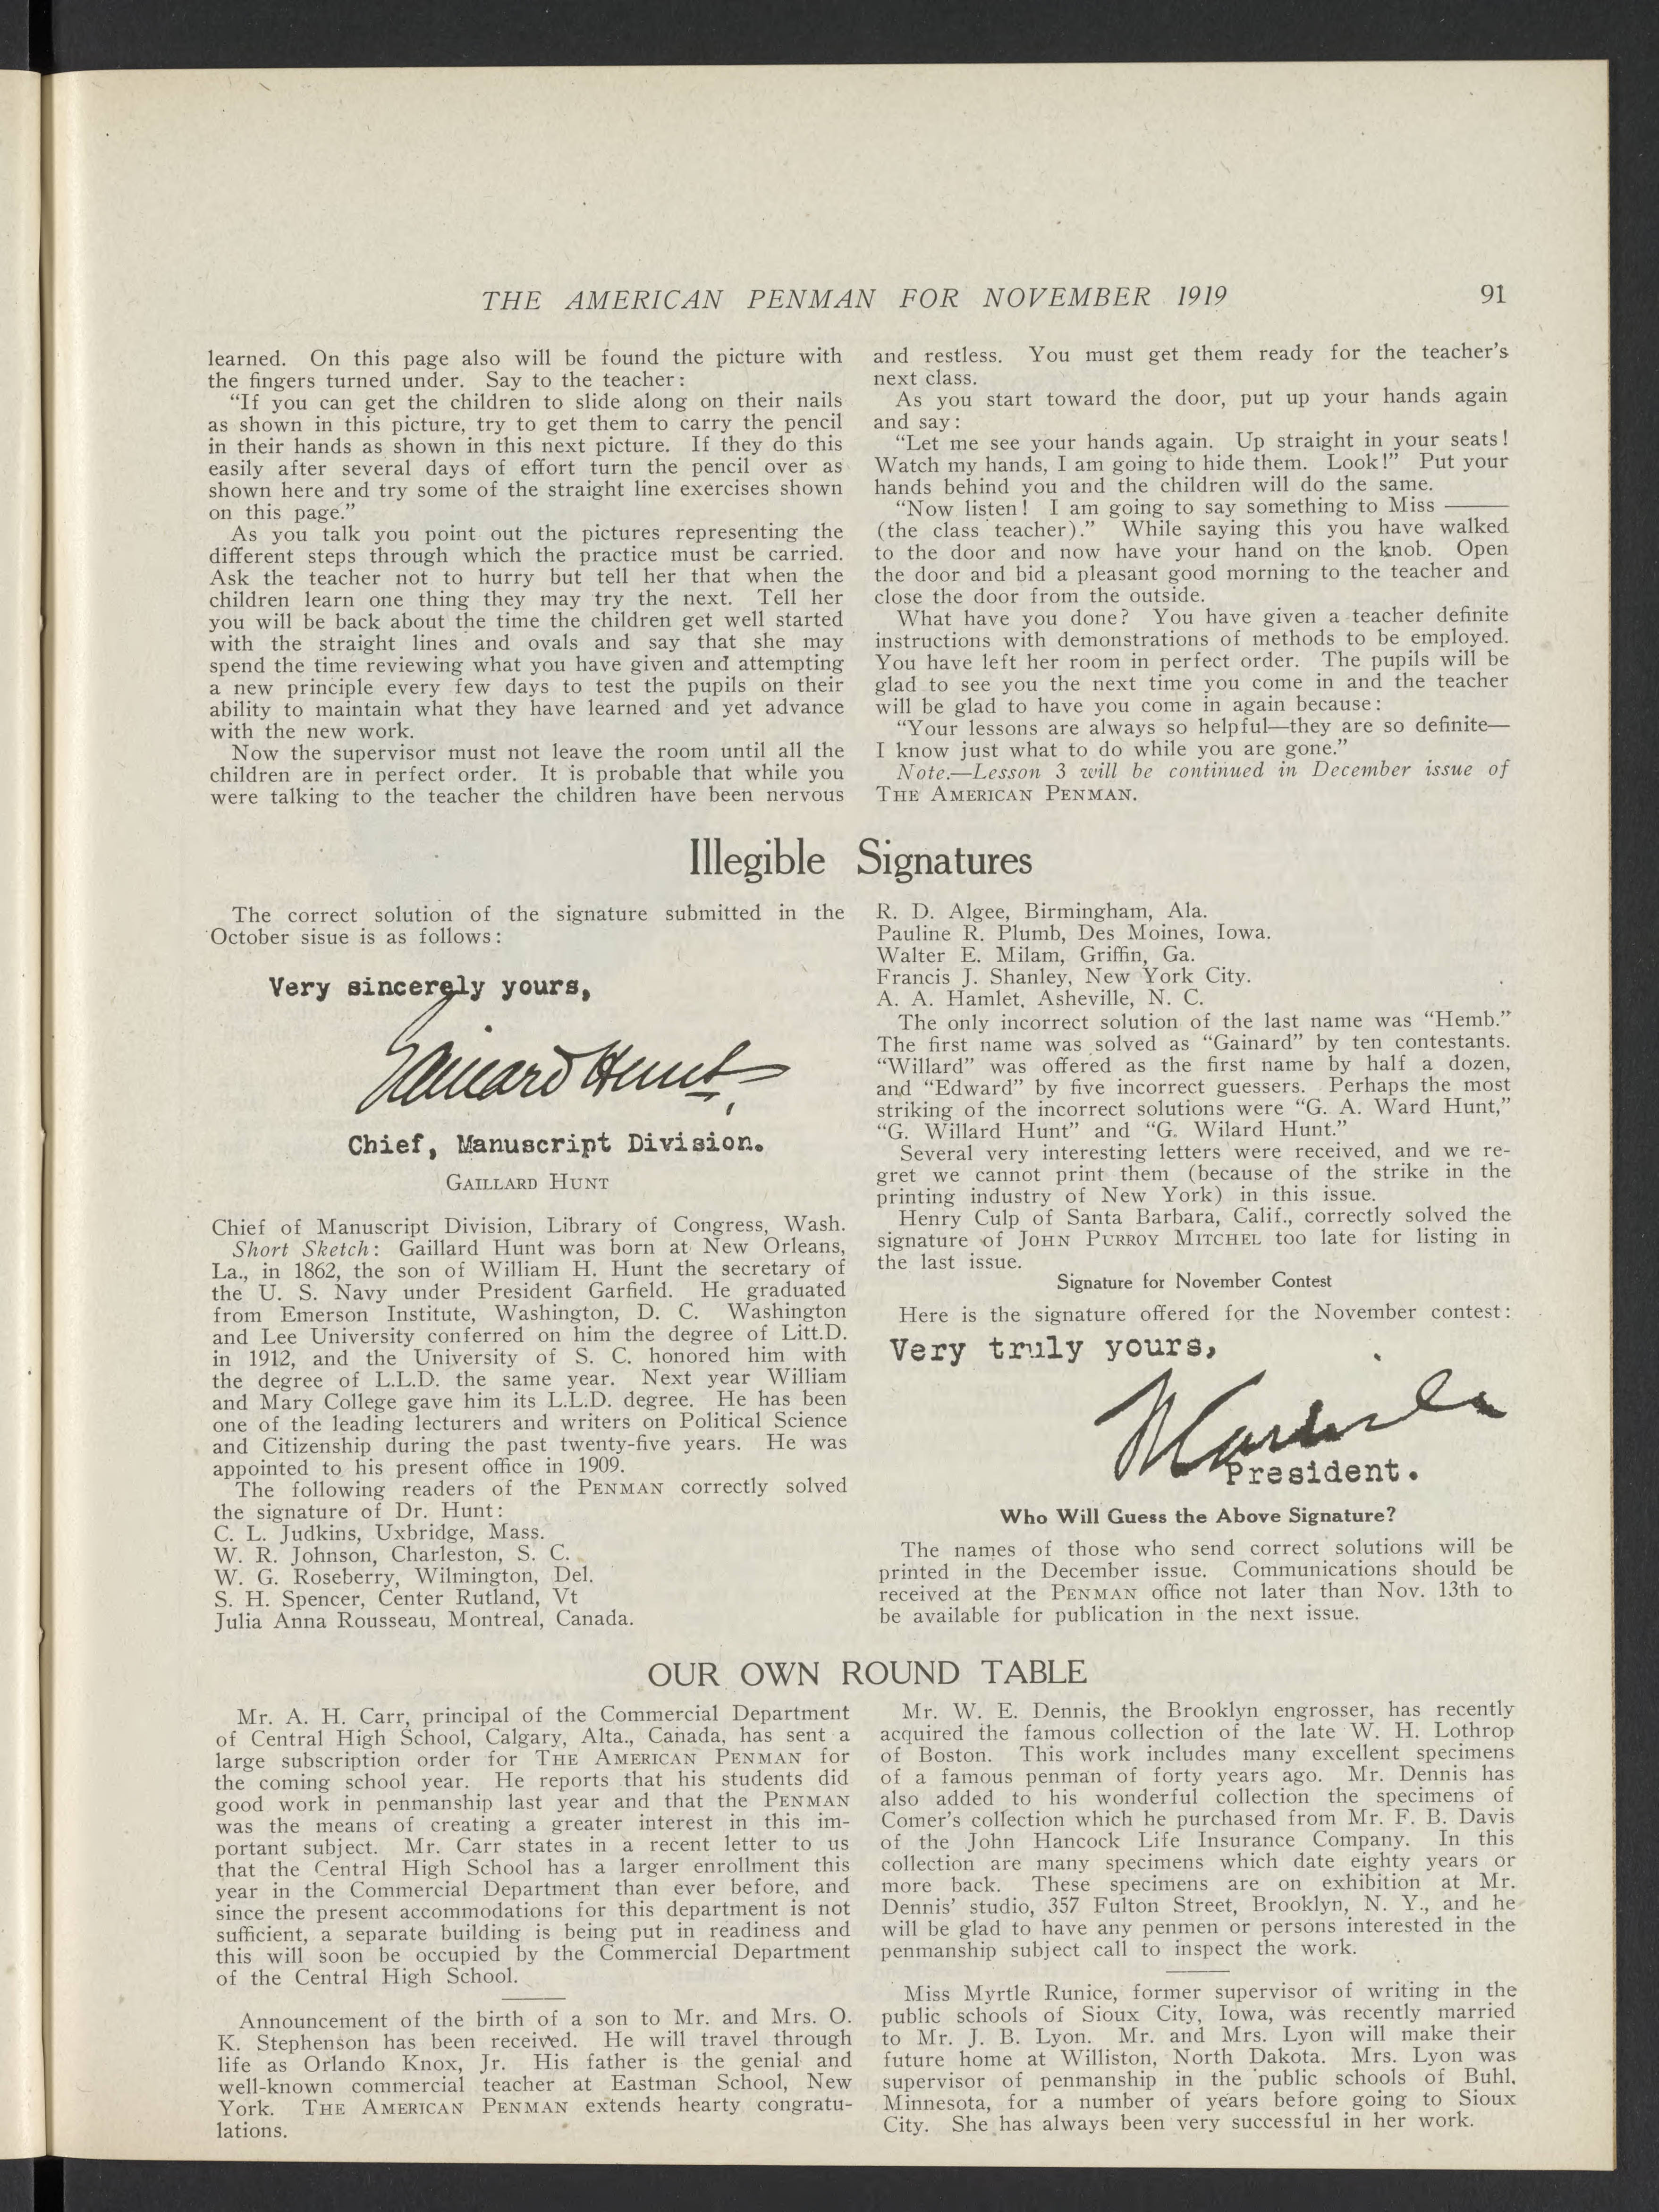 THE AMERICAN PENMAN FOR NOVEMBER 1919 91
learned. On this page also will be found the picture with
the fingers turned under. Say to the teacher:
"If you can get the children to slide along on their nails
as shown in this picture, try to get them to carry the pencil
in their hands as shown in this next picture. If they do this
easily after several days of effort turn the pencil over as
shown here and try some of the straight line exercises shown
on this page."
As you talk you point out the pictures representing the
different steps through which the practice must be carried.
Ask the teacher not to hurry but tell her that when the
children learn one thing they may try the next. Tell her
you will be back about the time the children get well started
with the straight lines and ovals and say that she may
spend the time reviewing what you have given and attempting
a new principle every few days to test the pupils on their
ability to maintain what they have learned and yet advance
with the new work.
Now the supervisor must not leave the room until all the
children are in perfect order. It is probable that while you
were talking to the teacher the children have been nervous
and restless. You must get them ready for the teacher's
next class.
As you start toward the door, put up your hands again
and say:
"Let me see your hands again. Up straight in your seats!
Watch my hands, I am going to hide them. Look!" Put your
hands behind you and the children will do the same.
"Now listen! I am going to say something to Miss ———
(the class teacher)." While saying this you have walked
to the door and now have your hand on the knob. Open
the door and bid a pleasant good morning to the teacher and
close the door from the outside.
What have you done? You have given a teacher definite
instructions with demonstrations of methods to be employed.
You have left her room in perfect order. The pupils will be
glad to see you the next time you come in and the teacher
will be glad to have you come in again because:
"Your lessons are always so helpful—they are so definite—
I know just what to do while you are gone."
Note.—Lesson 3 will be continued in December issue of
THE AMERICAN PENMAN.
Illegible Signatures
The correct solution of the signature submitted in the
October sisue is as follows:
Very sincerely yours,
Gaillard Hunt
Chief, Manuscript Division.
GAILLARD HUNT
Chief of Manuscript Division, Library of Congress, Wash.
Short Sketch: Gaillard Hunt was born at New Orleans,
La., in 1862, the son of William H. Hunt the secretary of
the U. S. Navy under President Garfield. He graduated
from Emerson Institute, Washington, D. C. Washington
and Lee University conferred on him the degree of Litt.D.
in 1912, and the University of S. C. honored him with
the degree of L.L.D. the same year. Next year William
and Mary College gave him its L.L.D. degree. He has been
one of the leading lecturers and writers on Political Science
and Citizenship during the past twenty-five years. He was
appointed to his present office in 1909.
The following readers of the PENMAN correctly solved
the signature of Dr. Hunt:
C. L. Judkins, Uxbridge, Mass.
W. R. Johnson, Charleston, S. C.
W. G. Roseberry, Wilmington, Del.
S. H. Spencer, Center Rutland, Vt
Julia Anna Rousseau, Montreal, Canada.
R. D. Algee, Birmingham, Ala.
Pauline R. Plumb, Des Moines, Iowa.
Walter E. Milam, Griffin, Ga.
Francis J. Shanley, New York City.
A. A. Hamlet, Asheville, N. C.
The only incorrect solution of the last name was "Hemb."
The first name was solved as "Gainard" by ten contestants.
"Willard" was offered as the first name by half a dozen,
and "Edward" by five incorrect guessers. Perhaps the most
striking of the incorrect solutions were "G. A. Ward Hunt,"
"G. Willard Hunt" and "G. Wilard Hunt."
Several very interesting letters were received, and we re-
gret we cannot print them (because of the strike in the
printing industry of New York) in this issue.
Henry Culp of Santa Barbara, Calif., correctly solved the
signature of JOHN PURROY MITCHEL too late for listing in
the last issue.
Signature for November Contest
Here is the signature offered for the November contest:
Very truly yours,
President.
Who Will Guess the Above Signature?
The names of those who send correct solutions will be
printed in the December issue. Communications should be
received at the PENMAN office not later than Nov. 13th to
be available for publication in the next issue.
OUR OWN ROUND TABLE
Mr. A. H. Carr, principal of the Commercial Department
of Central High School, Calgary, Alta., Canada, has sent a
large subscription order for THE AMERICAN PENMAN for
the coming school year. He reports that his students did
good work in penmanship last year and that the PENMAN
was the means of creating a greater interest in this im-
portant subject. Mr. Carr states in a recent letter to us
that the Central High School has a larger enrollment this
year in the Commercial Department than ever before, and
since the present accommodations for this department is not
sufficient, a separate building is being put in readiness and
this will soon be occupied by the Commercial Department
of the Central High School.
Announcement of the birth of a son to Mr. and Mrs. O.
K. Stephenson has been received. He will travel through
life as Orlando Knox, Jr. His father is the genial and
well-known commercial teacher at Eastman School, New
York. THE AMERICAN PENMAN extends hearty congratu-
lations.
Mr. W. E. Dennis, the Brooklyn engrosser, has recently
acquired the famous collection of the late W. H. Lothrop
of Boston. This work includes many excellent specimens
of a famous penman of forty years ago. Mr. Dennis has
also added to his wonderful collection the specimens of
Comer's collection which he purchased from Mr. F. B. Davis
of the John Hancock Life Insurance Company. In this
collection are many specimens which date eighty years or
more back. These specimens are on exhibition at Mr.
Dennis' studio, 357 Fulton Street, Brooklyn, N. Y., and he
will be glad to have any penmen or persons interested in the
penmanship subject call to inspect the work.
Miss Myrtle Runice, former supervisor of writing in the
public schools of Sioux City, Iowa, was recently married
to Mr. J. B. Lyon. Mr. and Mrs. Lyon will make their
future home at Williston, North Dakota. Mrs. Lyon was
supervisor of penmanship in the public schools of Buhl,
Minnesota, for a number of years before going to Sioux
City. She has always been very successful in her work.